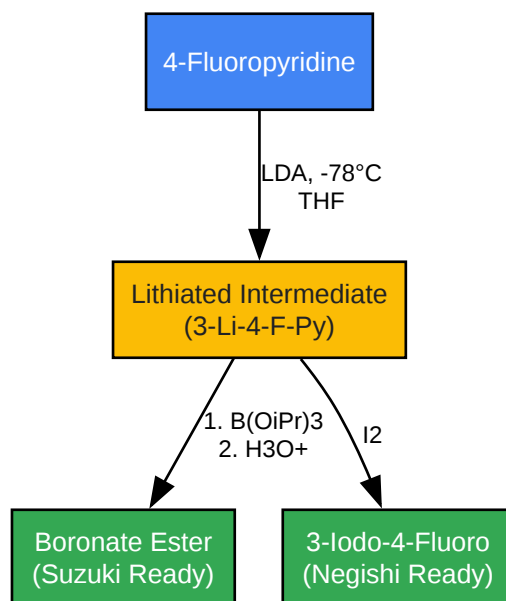 4-Fluoropyridine
LDA, -78°C
THF
Lithiated Intermediate
(3-Li-4-F-Py)
1. B(OiPr)3
2. H3O+
I2
Boronate Ester
(Suzuki Ready)
3-Iodo-4-Fluoro
(Negishi Ready)